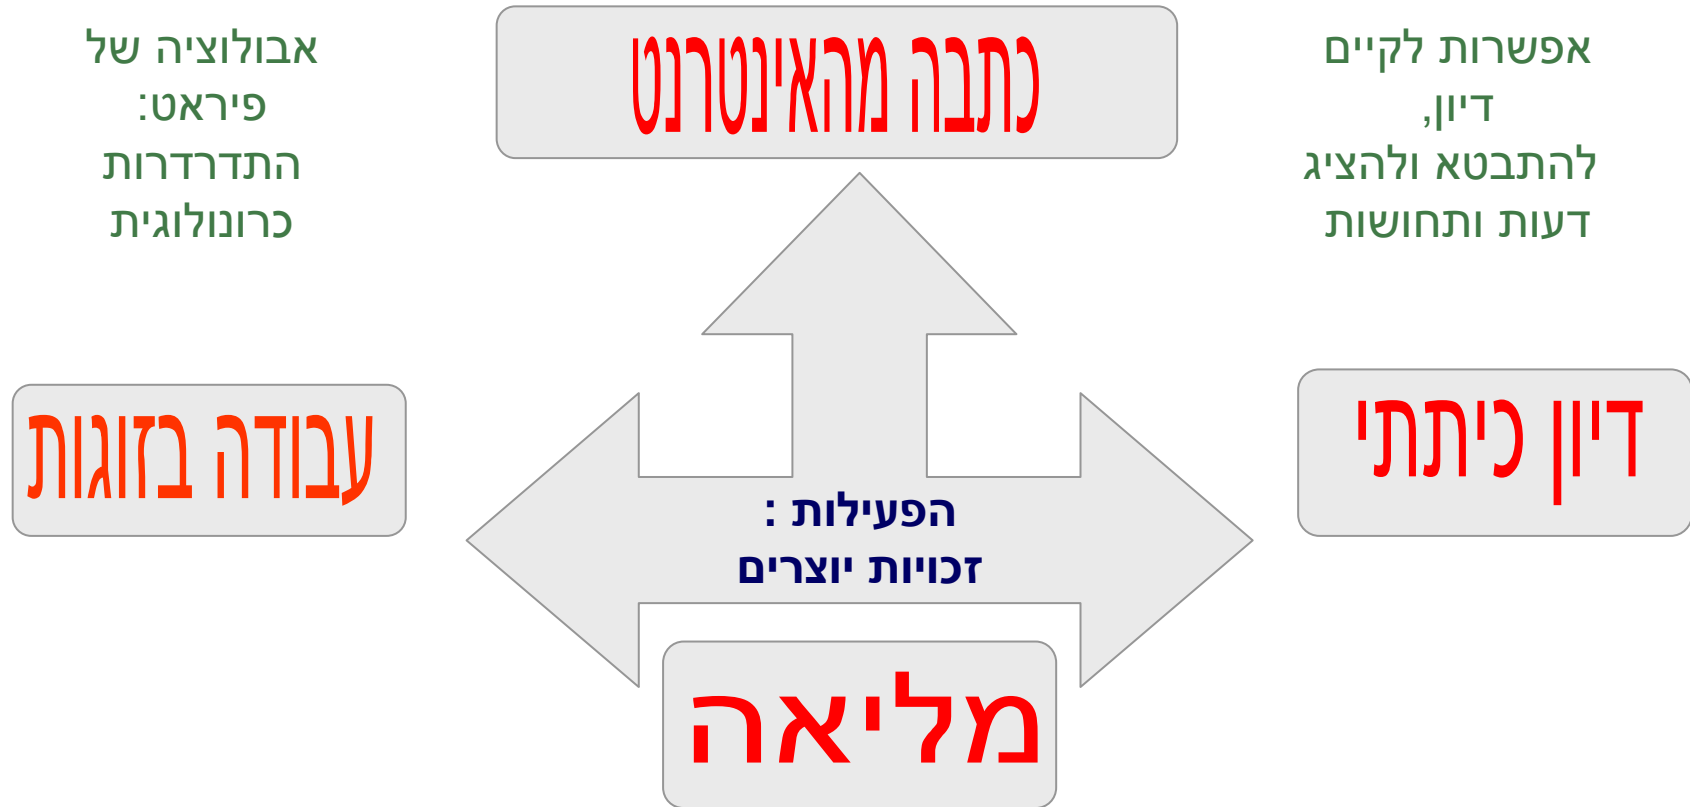 כתבה מהאינטרנט
אפשרות לקיים
דיון,
להתבטא ולהציג
דעות ותחושות
אבולוציה של
פיראט:
התדרדרות
כרונולוגית
דיון כיתתי
עבודה בזוגות
הפעילות :
זכויות יוצרים
מליאה